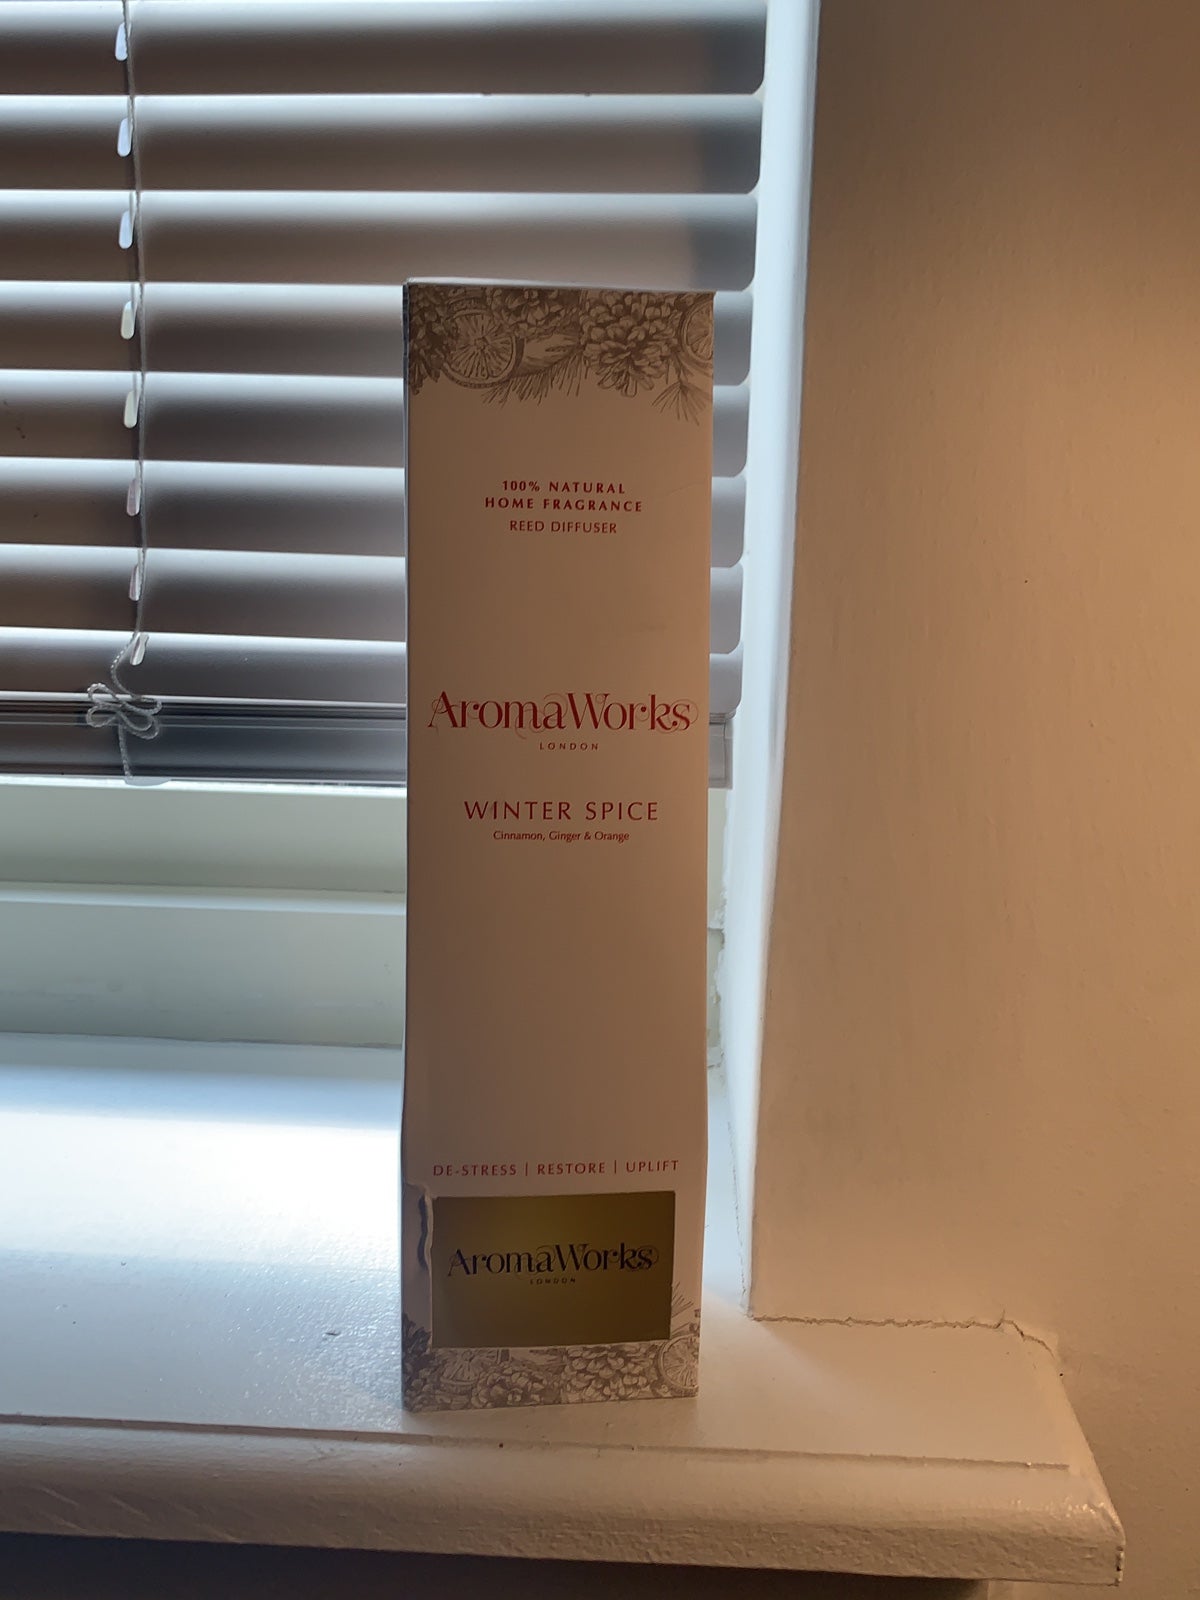 100% NATURAL
HOME FRAGRANCE
REED DIFFUSER
AromaWorks
LONDON
WINTER SPICE
Cinnamon, Ginger & Orange
DE-STRESS | RESTORE | UPLIFT
AromaWorks
LONDON